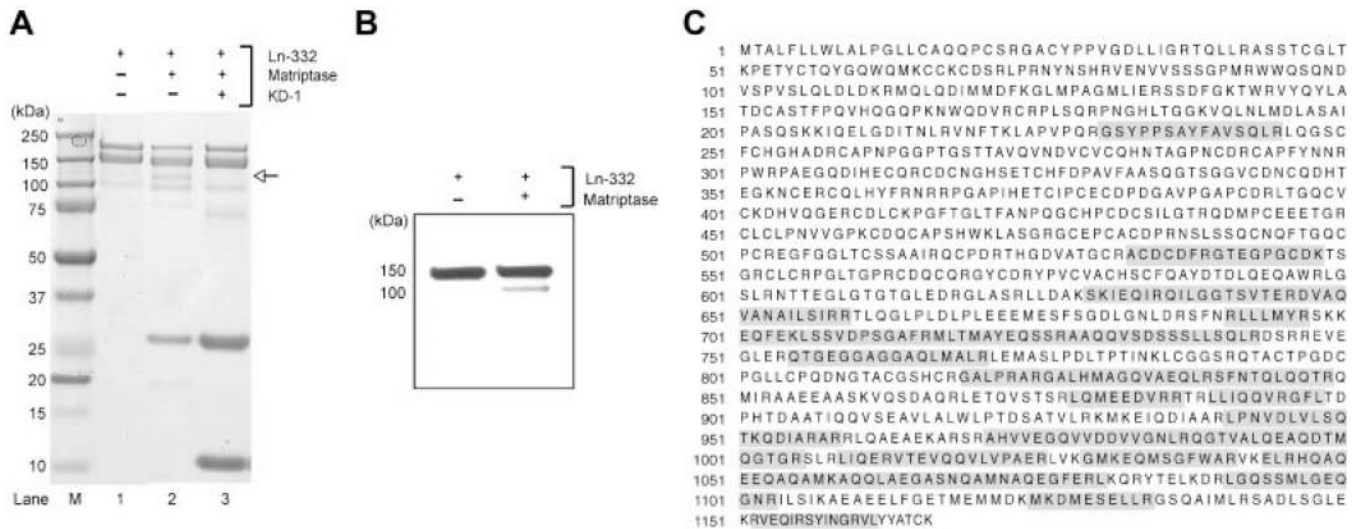 A
+ + + Ln-332
− + + Matriptase
− − + KD-1
(kDa)
250
150
100
75
50
37
25
20
15
10
Lane M 1 2 3
B
+ + Ln-332
− + Matriptase
(kDa)
150
100
C
1 MTALFLLWLALPGLLCAQQPCSRGACYPPVGDLLIGRTQLLRASSTCGLT
51 KPETYCTQYGQWQMKCCKCDSRLPRNYNSHRVENVVSSSGPMRWWQSQND
101 VSPVSLQLDLDKRMQLQDIMMDFKGLMPAGMLIERSSDFGKTWRVYQYLA
151 TDCASTFPQVHQGQPKNWQDVRCRPLSQRPNGHLTGGKVQLNLMDLASAI
201 PASQSKKIQELGDITNLRVNFTKLAPVPQRGSYPPSAYFAVSQLRLQGSC
251 FCHGHADRCAPNPGGPTGSTTAVQVNDVCVCQHNTAGPNCDRCAPFYNNR
301 PWRPAEGQDIHECQRCDCNGHSETCHFDPAVFAASQGTSGGVCDNCQDHT
351 EGKNCERCQLHYFRNRRPGAPIHETCIPCECDPDGAVPGAPCDRLTGQCV
401 CKDHVQGERCDLCKPGFTGLTFANPQGCHPCDCSILGTRQDMPCEEETGR
451 CLCLPNVVGPKCDQCAPSHWKLASGRGCEPCACDPRNSLSSQCNQFTGQC
501 PCREGFGGLTCSSAAIRQCPDRTHGDVATGCRACDCDFRGTEGPGCDKTS
551 GRCLCRPGLTGPRCDQCQRGYCDRYPVCVACHSCFQAYDTDLQEQAWRLG
601 SLRNTTEGLGTGTGLEDRGLASRLLDAKSKIEQIRQILGGTSVTERDVAQ
651 VANAILSIRRTLQGLPLDLPLEEEMESFSGDLGNLDRSFNRLLLMYRSKK
701 EQFEKLSSVDPSGAFRMLTMAYEQSSRAAQQVSDSSSLLSQLRDSRREVE
751 GLERQTGEGGAGGAQLMALRLEMASLPDLTPTINKLCGGSRQTACTPGDC
801 PGLLCPQDNGTACGSHCRGALPRARGALHMAGQVAEQLRSFNTQLQQTRQ
851 MIRAAEEAASKVQSDAQRLETQVSTSRLQMEEDVRRTRLLIQQVRGFLTD
901 PHTDAATIQQVSEAVLALWLPTDSATVLRKMKEIQDIAARLPNVDLVLSQ
951 TKQDIARARRLQAEAEKARSRAHVVEGQVVDDVVGNLRQGTVALQEAQDTM
1001 QGTGRSLRLIQERVTEVQQVLVPAERLVKGMKEQMSGFWARVKELRHQAQ
1051 EEQAQAMKAQQLAEGASNQAMNAQEGFERLKQRYTELKDRLGQSSMLGEQ
1101 GNRILSIKAEAEELFGETMEMMDKMKDMESELLRGSQAIMLRSADLSGLE
1151 KRVEQIRSYINGRVLYYATCK